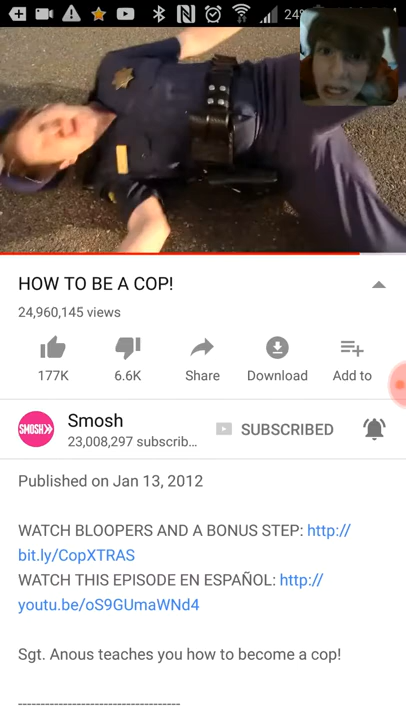 24%
HOW TO BE A COP!
24,960,145 views
177K 6.6K Share Download Add to
SMOSH
Smosh
SUBSCRIBED
23,008,297 subscrib...
Published on Jan 13, 2012
WATCH BLOOPERS AND A BONUS STEP: http://
bit.ly/CopXTRAS
WATCH THIS EPISODE EN ESPAÑOL: http://
youtu.be/oS9GUmaWNd4
Sgt. Anous teaches you how to become a cop!
-----------------------------------